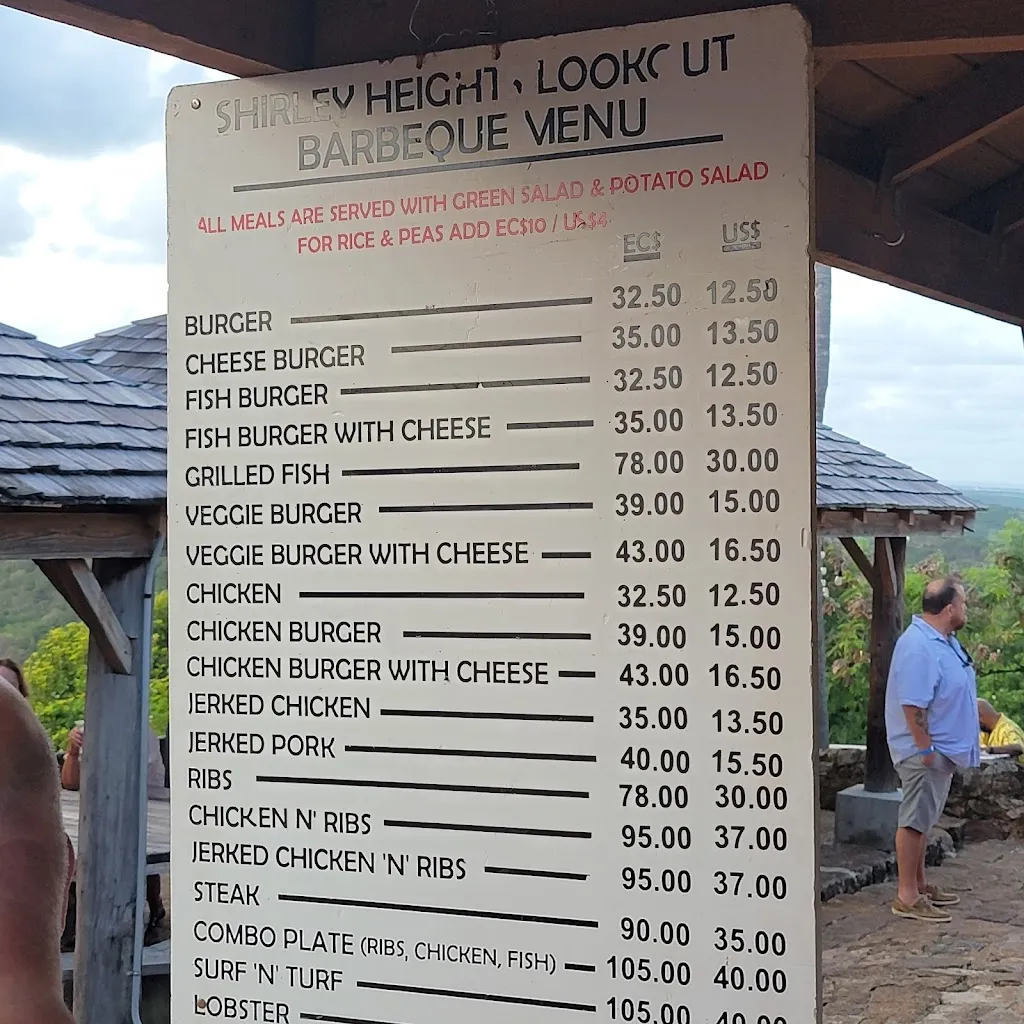 SHIRLEY HEIGHTS LOOKOUT
BARBEQUE MENU
ALL MEALS ARE SERVED WITH GREEN SALAD & POTATO SALAD
FOR RICE & PEAS ADD EC$10 / US$4
EC$ US$
BURGER 32.50 12.50
CHEESE BURGER 35.00 13.50
FISH BURGER 32.50 12.50
FISH BURGER WITH CHEESE 35.00 13.50
GRILLED FISH 78.00 30.00
VEGGIE BURGER 39.00 15.00
VEGGIE BURGER WITH CHEESE 43.00 16.50
CHICKEN 32.50 12.50
CHICKEN BURGER 39.00 15.00
CHICKEN BURGER WITH CHEESE 43.00 16.50
JERKED CHICKEN 35.00 13.50
JERKED PORK 40.00 15.50
RIBS 78.00 30.00
CHICKEN N' RIBS 95.00 37.00
JERKED CHICKEN 'N' RIBS 95.00 37.00
STEAK 90.00 35.00
COMBO PLATE (RIBS, CHICKEN, FISH) 105.00 40.00
SURF 'N' TURF 105.00 40.00
LOBSTER